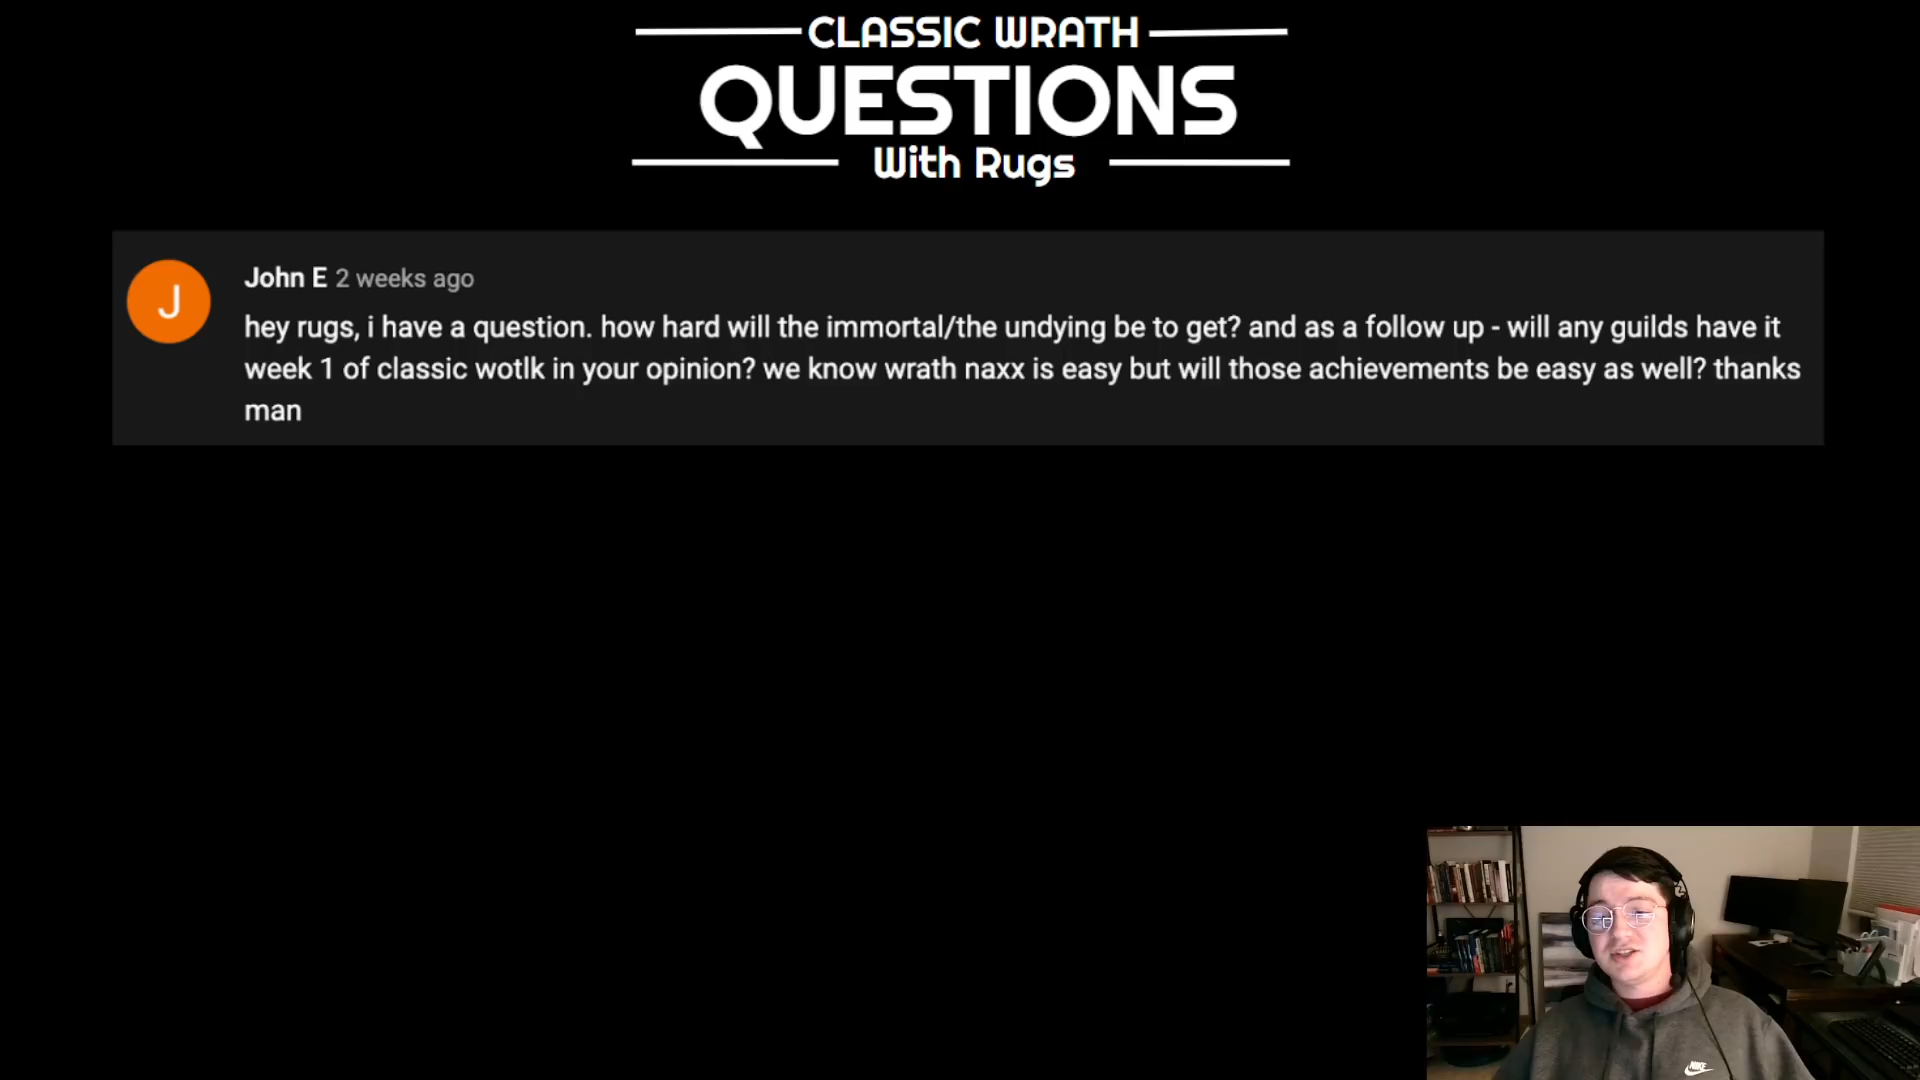 CLASSIC WRATH
QUESTIONS
With Rugs
J
John E 2 weeks ago
hey rugs, i have a question. how hard will the immortal/the undying be to get? and as a follow up - will any guilds have it
week 1 of classic wotlk in your opinion? we know wrath naxx is easy but will those achievements be easy as well? thanks
man
NIKE